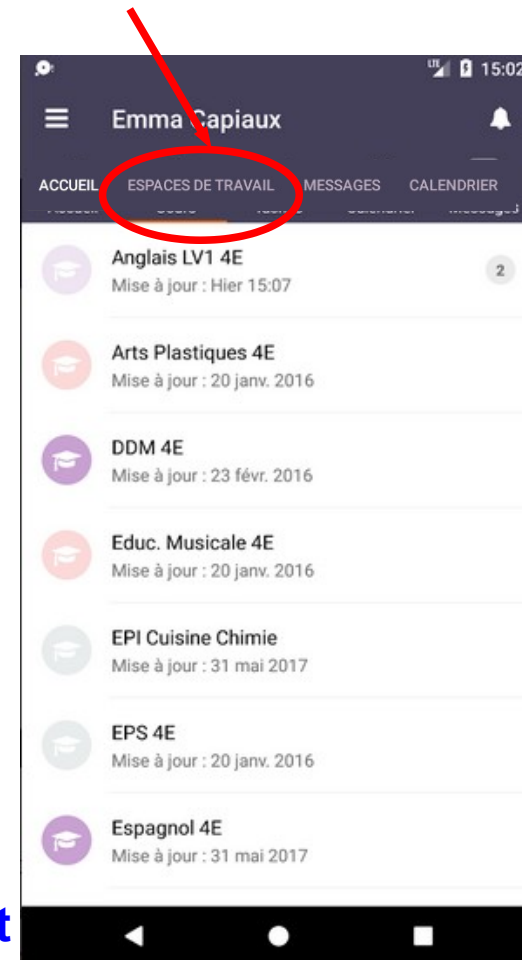 LTE 15:02
Emma Capiaux
ACCUEIL ESPACES DE TRAVAIL MESSAGES CALENDRIER
Anglais LV1 4E
2
Mise à jour : Hier 15:07
Arts Plastiques 4E
Mise à jour : 20 janv. 2016
DDM 4E
Mise à jour : 23 févr. 2016
Educ. Musicale 4E
Mise à jour : 20 janv. 2016
EPI Cuisine Chimie
Mise à jour : 31 mai 2017
EPS 4E
Mise à jour : 20 janv. 2016
Espagnol 4E
Mise à jour : 31 mai 2017
t